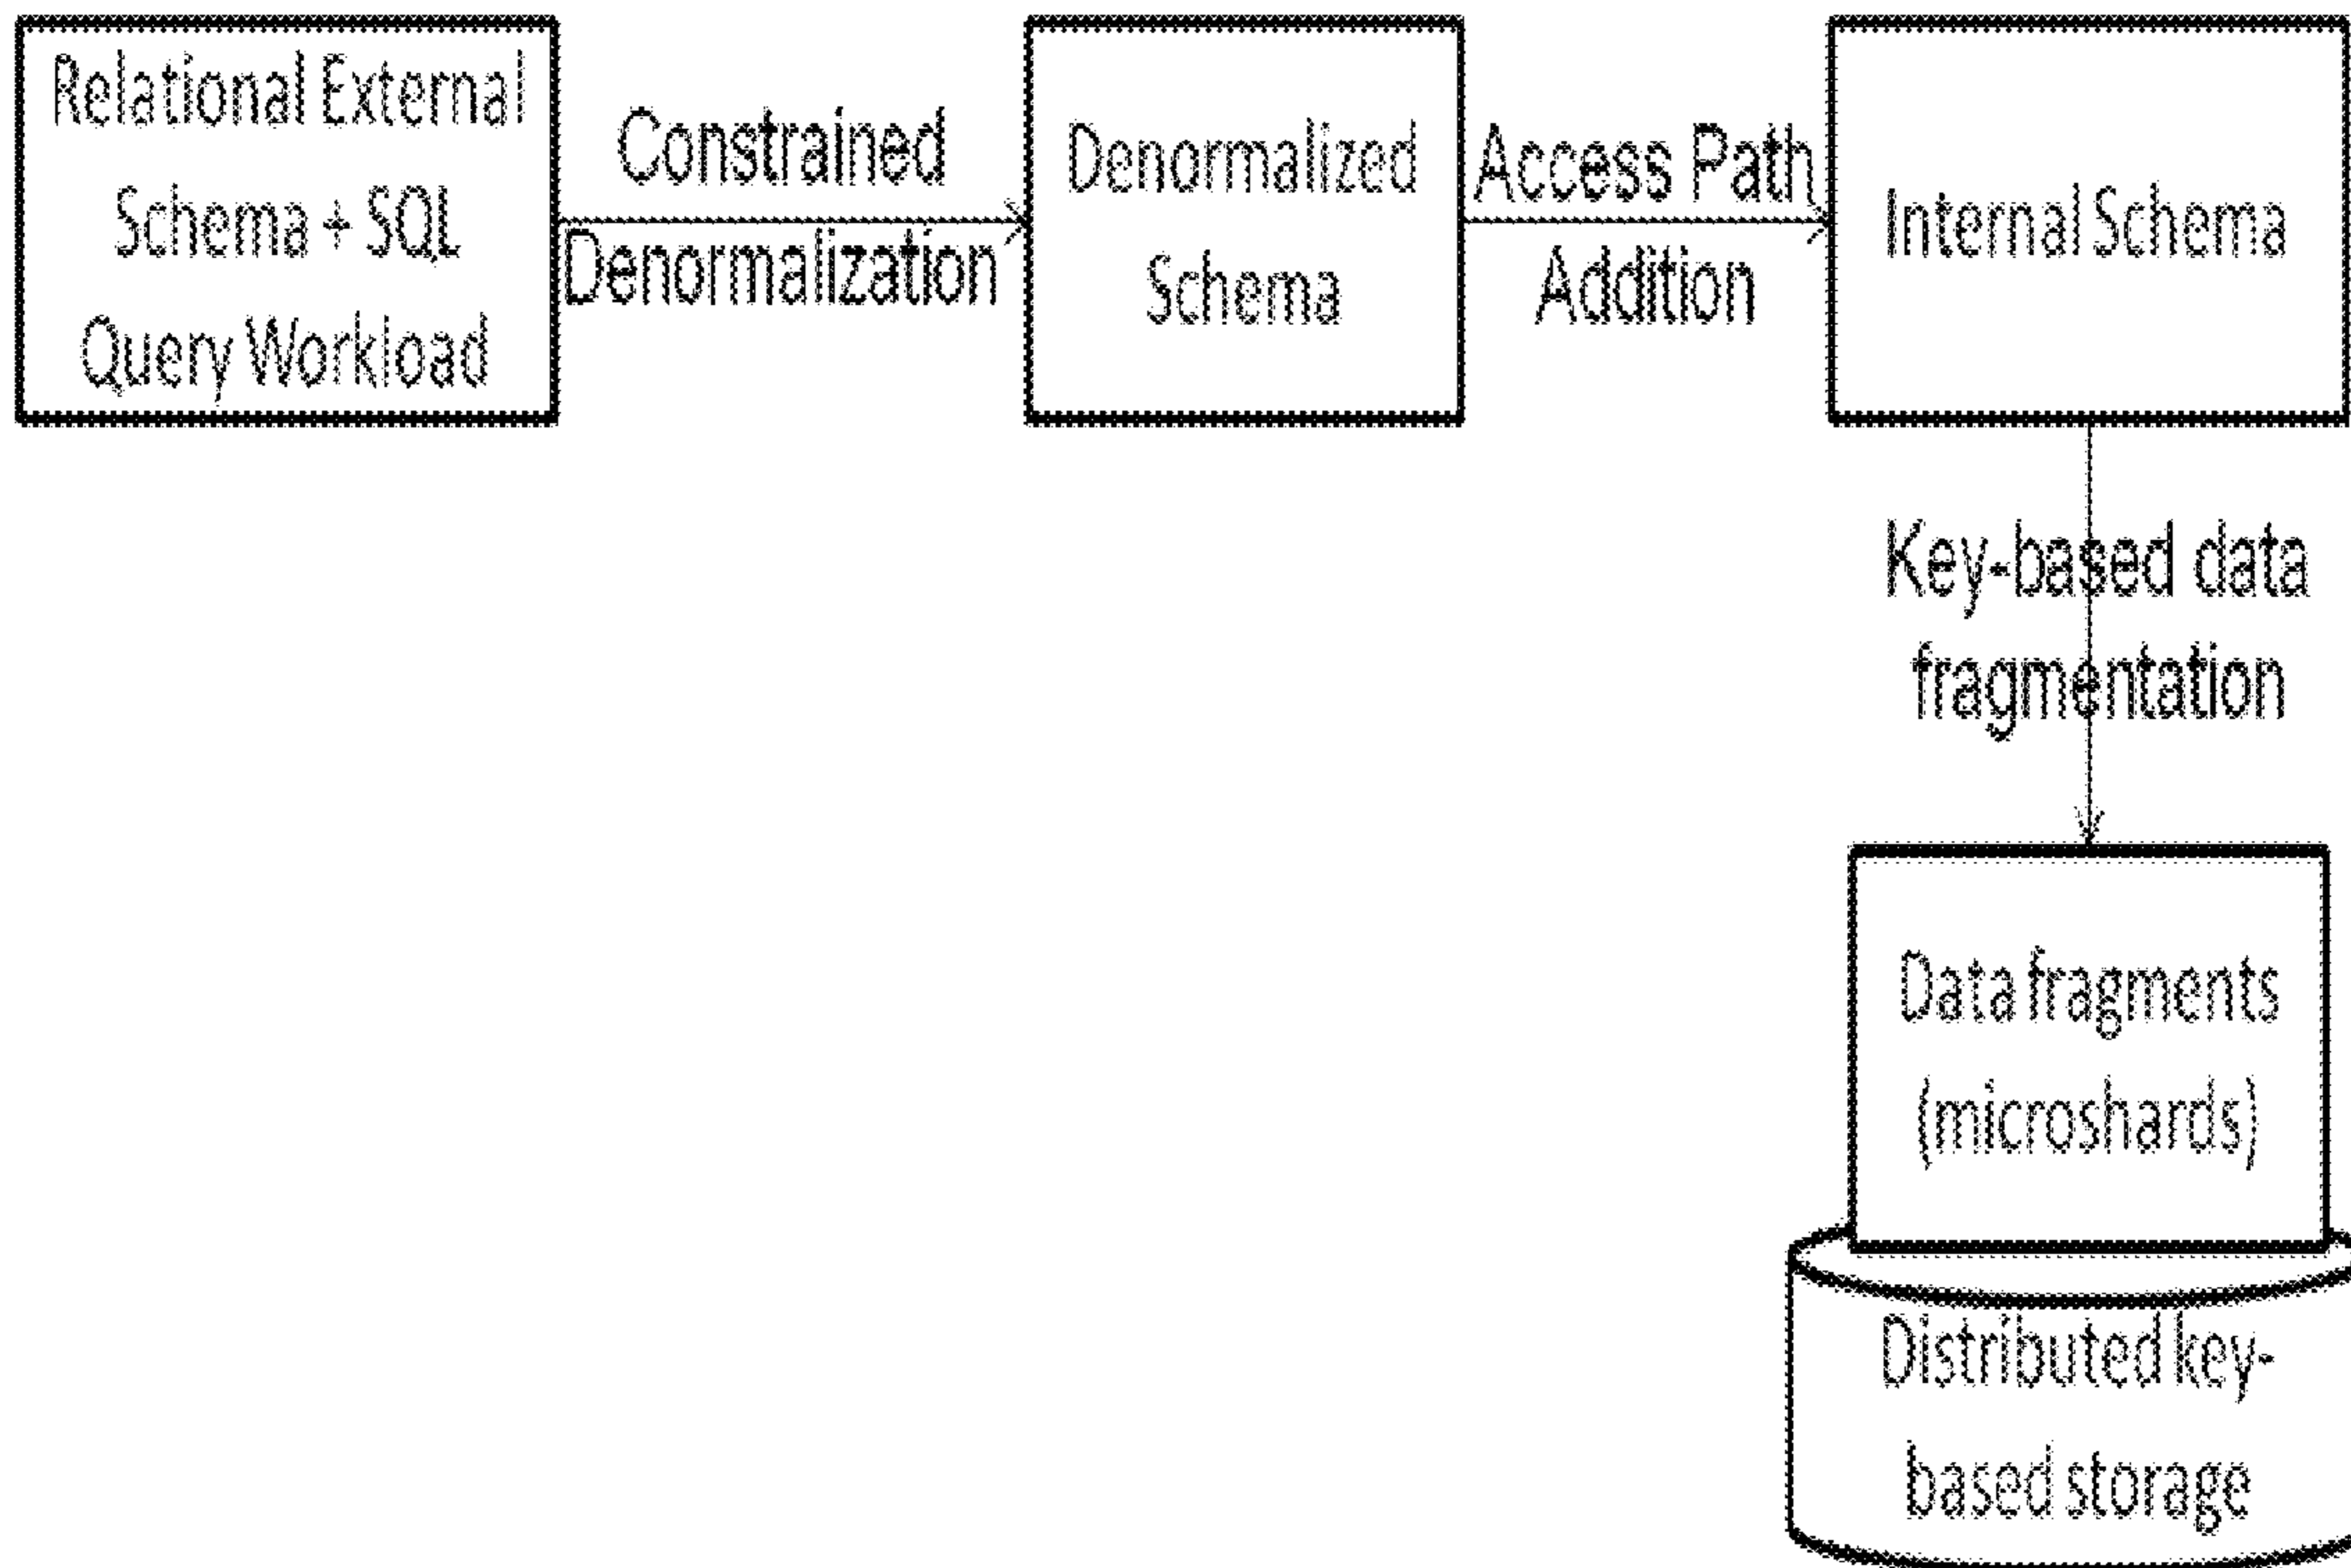 Relational External
Schema + SQL
Query Workload
Constrained
Denormalization
Denormalized
Schema
Access Path
Addition
Internal Schema
Key-based data
fragmentation
Data fragments
(microshards)
Distributed key-
based storage